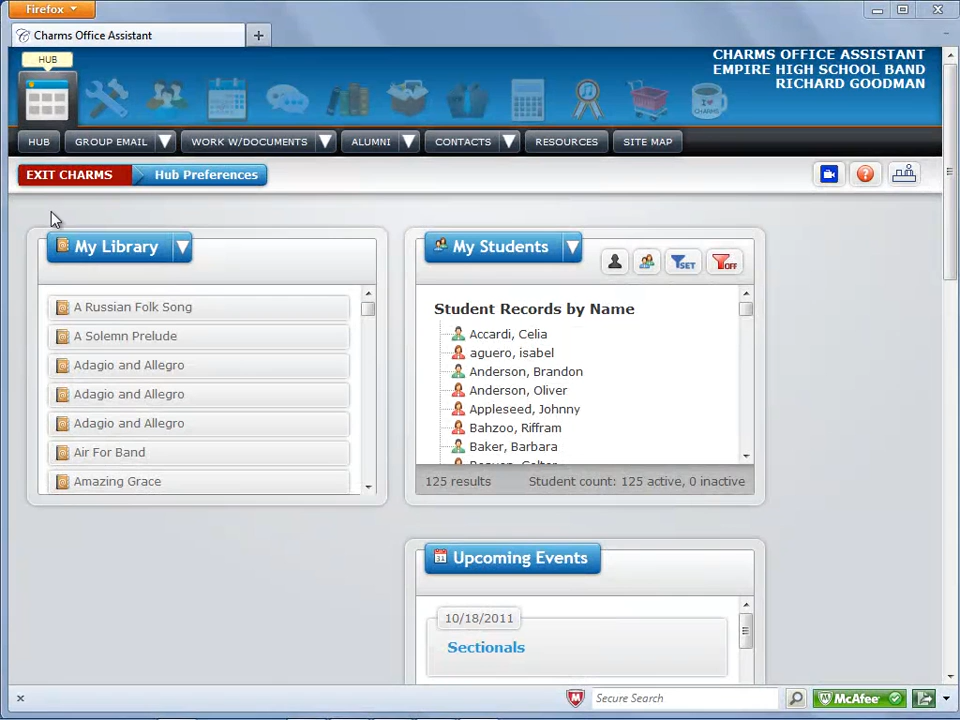 Firefox
Charms Office Assistant
HUB
CHARMS OFFICE ASSISTANT
EMPIRE HIGH SCHOOL BAND
RICHARD GOODMAN
I ♥
CHARMS
HUB
GROUP EMAIL
WORK W/DOCUMENTS
ALUMNI
CONTACTS
RESOURCES
SITE MAP
EXIT CHARMS
Hub Preferences
My Library
A Russian Folk Song
A Solemn Prelude
Adagio and Allegro
Adagio and Allegro
Adagio and Allegro
Air For Band
Amazing Grace
My Students
SET
OFF
Student Records by Name
Accardi, Celia
aguero, isabel
Anderson, Brandon
Anderson, Oliver
Appleseed, Johnny
Bahzoo, Riffram
Baker, Barbara
125 results
Student count: 125 active, 0 inactive
31
Upcoming Events
10/18/2011
Sectionals
Secure Search
McAfee